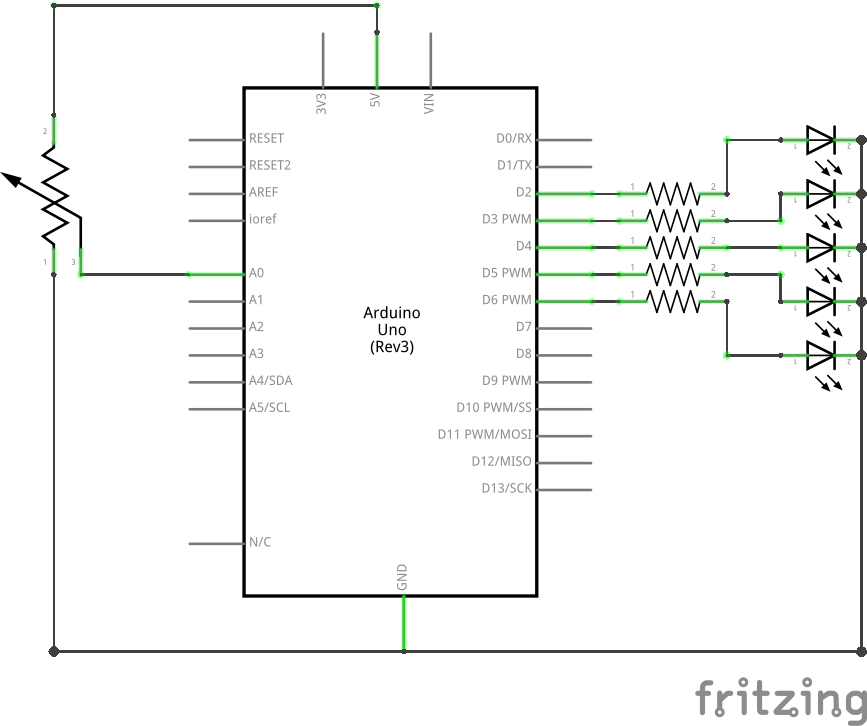 3V3
5V
VIN
RESET
RESET2
AREF
ioref
A0
A1
A2
A3
A4/SDA
A5/SCL
N/C
Arduino
Uno
(Rev3)
D0/RX
D1/TX
D2
D3 PWM
D4
D5 PWM
D6 PWM
D7
D8
D9 PWM
D10 PWM/SS
D11 PWM/MOSI
D12/MISO
D13/SCK
GND
2
1
3
1 2
1 2
1 2
1 2
1 2
1 2
1 2
1 2
1 2
1 2
fritzing